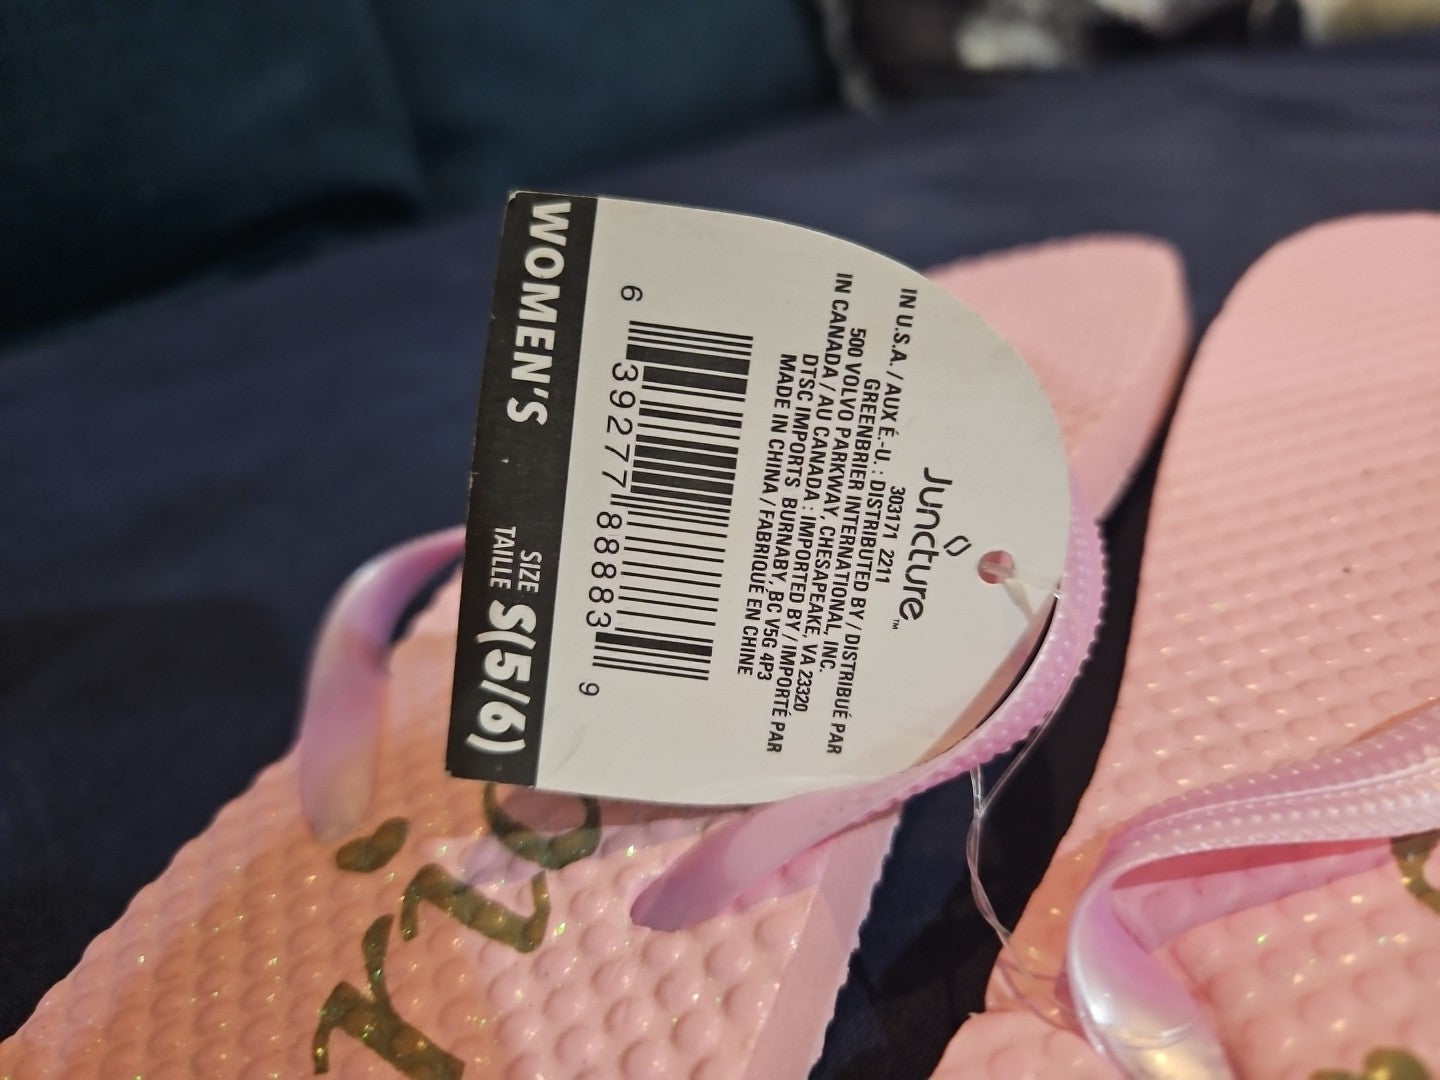 Juncture™
303171 2211
IN U.S.A. / AUX É.-U. : DISTRIBUTED BY / DISTRIBUÉ PAR
GREENBRIER INTERNATIONAL, INC.
500 VOLVO PARKWAY, CHESAPEAKE, VA 23320
IN CANADA / AU CANADA : IMPORTED BY / IMPORTÉ PAR
DTSC IMPORTS BURNABY, BC V5G 4P3
MADE IN CHINA / FABRIQUÉ EN CHINE
6 39277 88883 9
WOMEN'S
SIZE
TAILLE S(5/6)